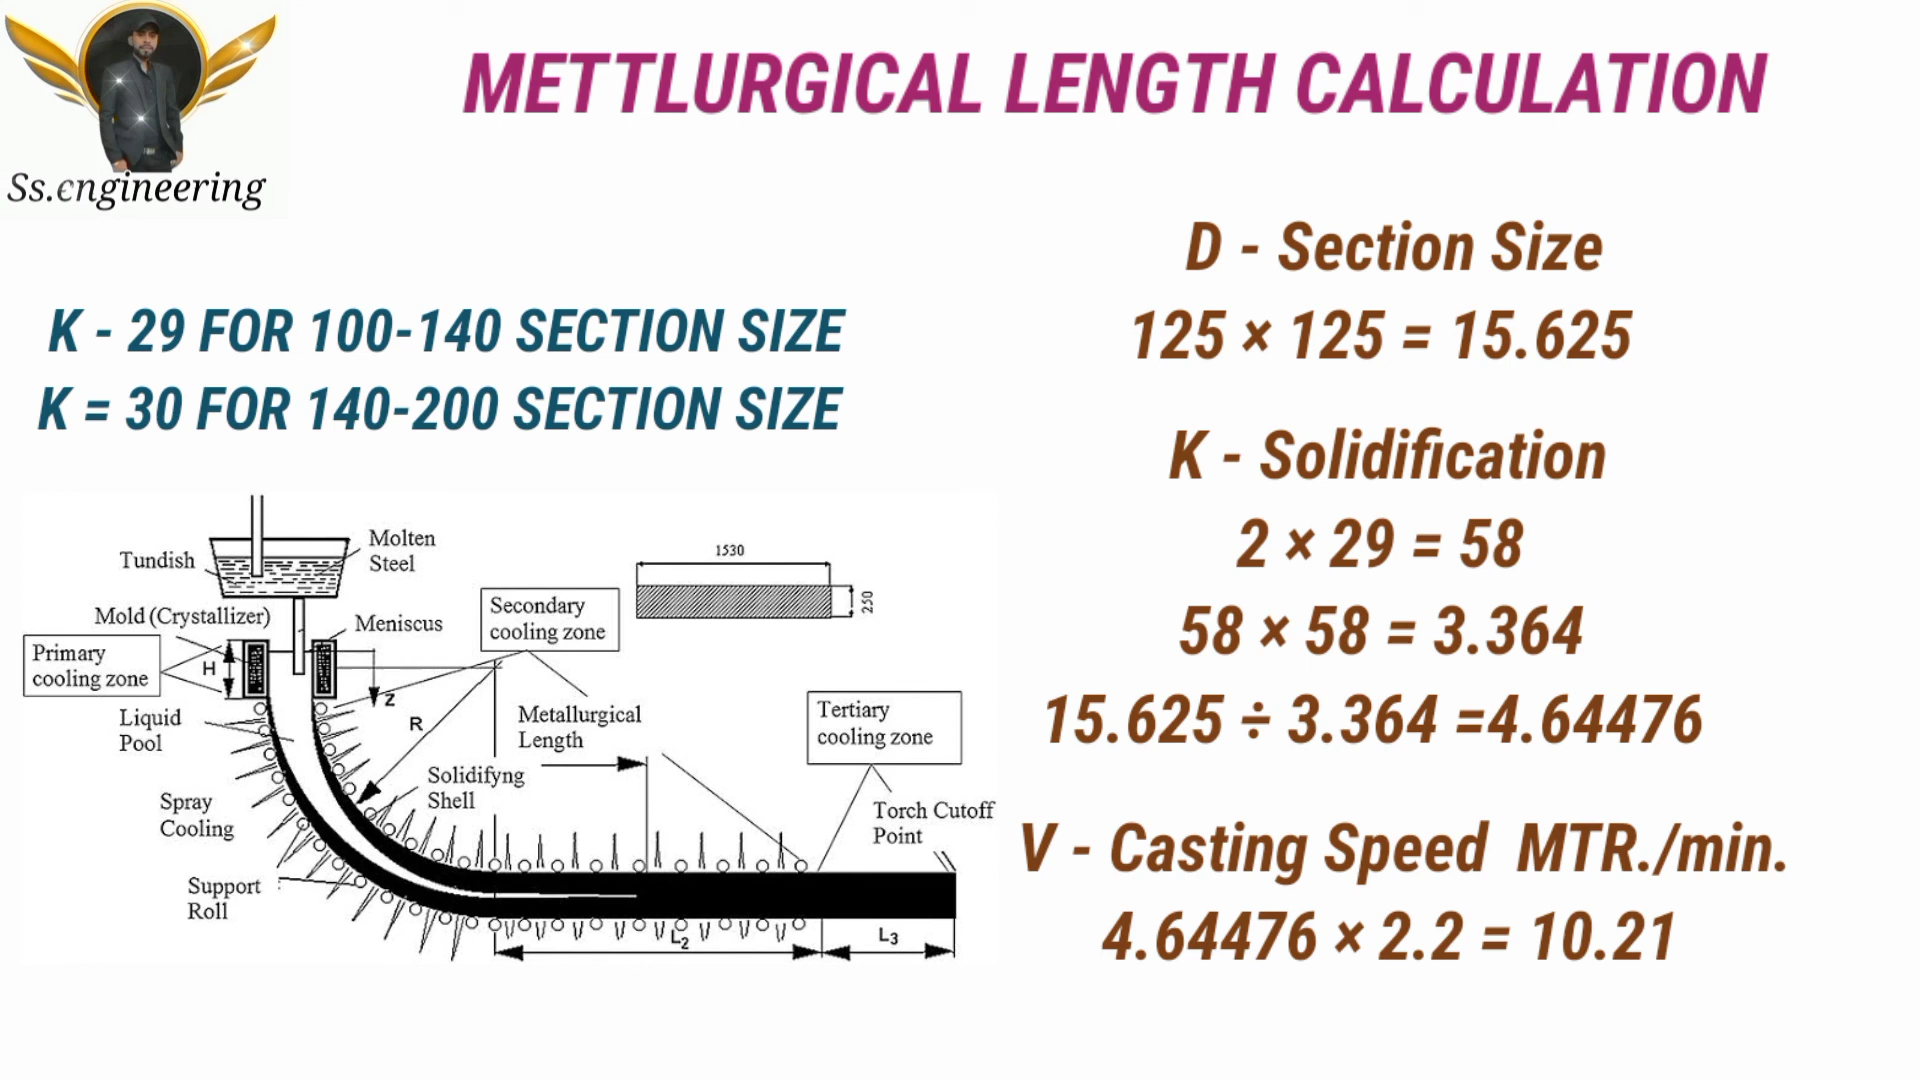 Ss.engineering
METTLURGICAL LENGTH CALCULATION
K - 29 FOR 100-140 SECTION SIZE
K = 30 FOR 140-200 SECTION SIZE
Tundish
Molten
Steel
Mold (Crystallizer)
Meniscus
Primary
cooling zone
H
Z
R
Liquid
Pool
Secondary
cooling zone
1530
250
Metallurgical
Length
Solidifyng
Shell
Spray
Cooling
Support
Roll
Tertiary
cooling zone
Torch Cutoff
Point
L2
L3
D - Section Size
125 × 125 = 15.625
K - Solidification
2 × 29 = 58
58 × 58 = 3.364
15.625 ÷ 3.364 =4.64476
V - Casting Speed MTR./min.
4.64476 × 2.2 = 10.21